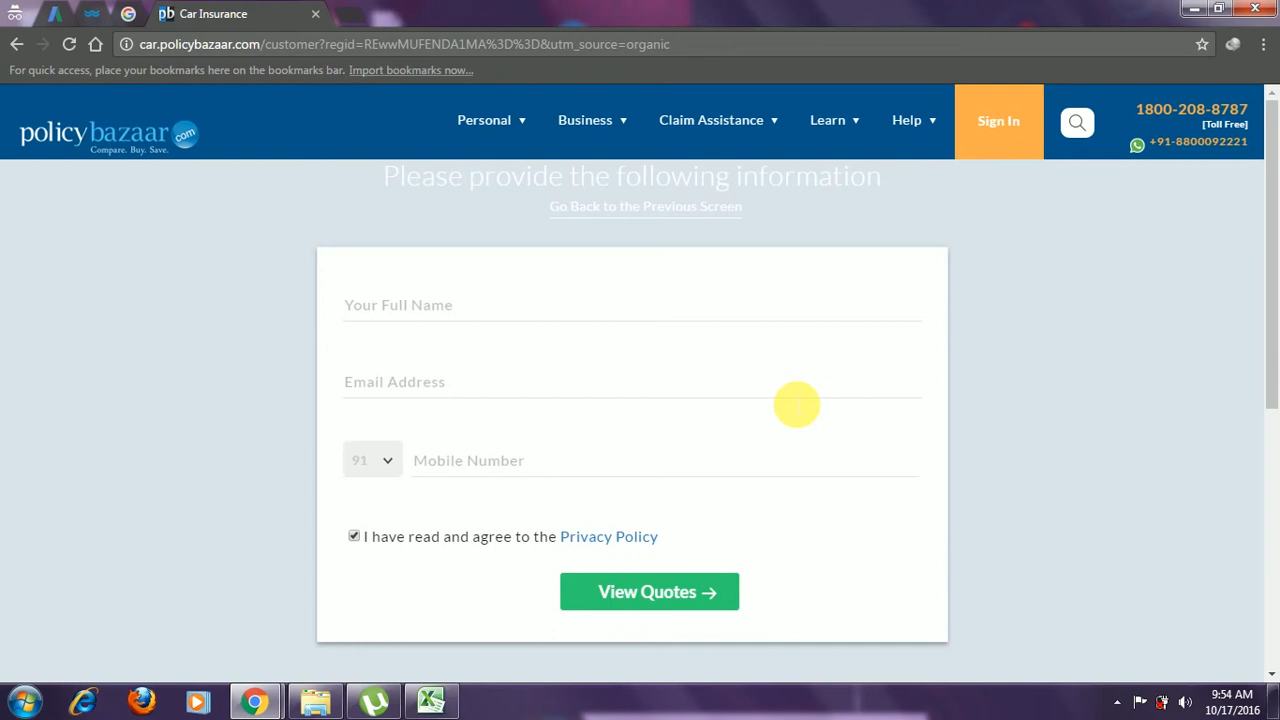 pb Car Insurance
car.policybazaar.com/customer?regid=REwwMUFENDA1MA%3D%3D&utm_source=organic
For quick access, place your bookmarks here on the bookmarks bar. Import bookmarks now...
policybazaar com
Compare. Buy. Save.
Personal
Business
Claim Assistance
Learn
Help
Sign In
1800-208-8787
[Toll Free]
+91-8800092221
Please provide the following information
Go Back to the Previous Screen
Your Full Name
Email Address
91 Mobile Number
I have read and agree to the Privacy Policy
View Quotes →
9:54 AM
10/17/2016